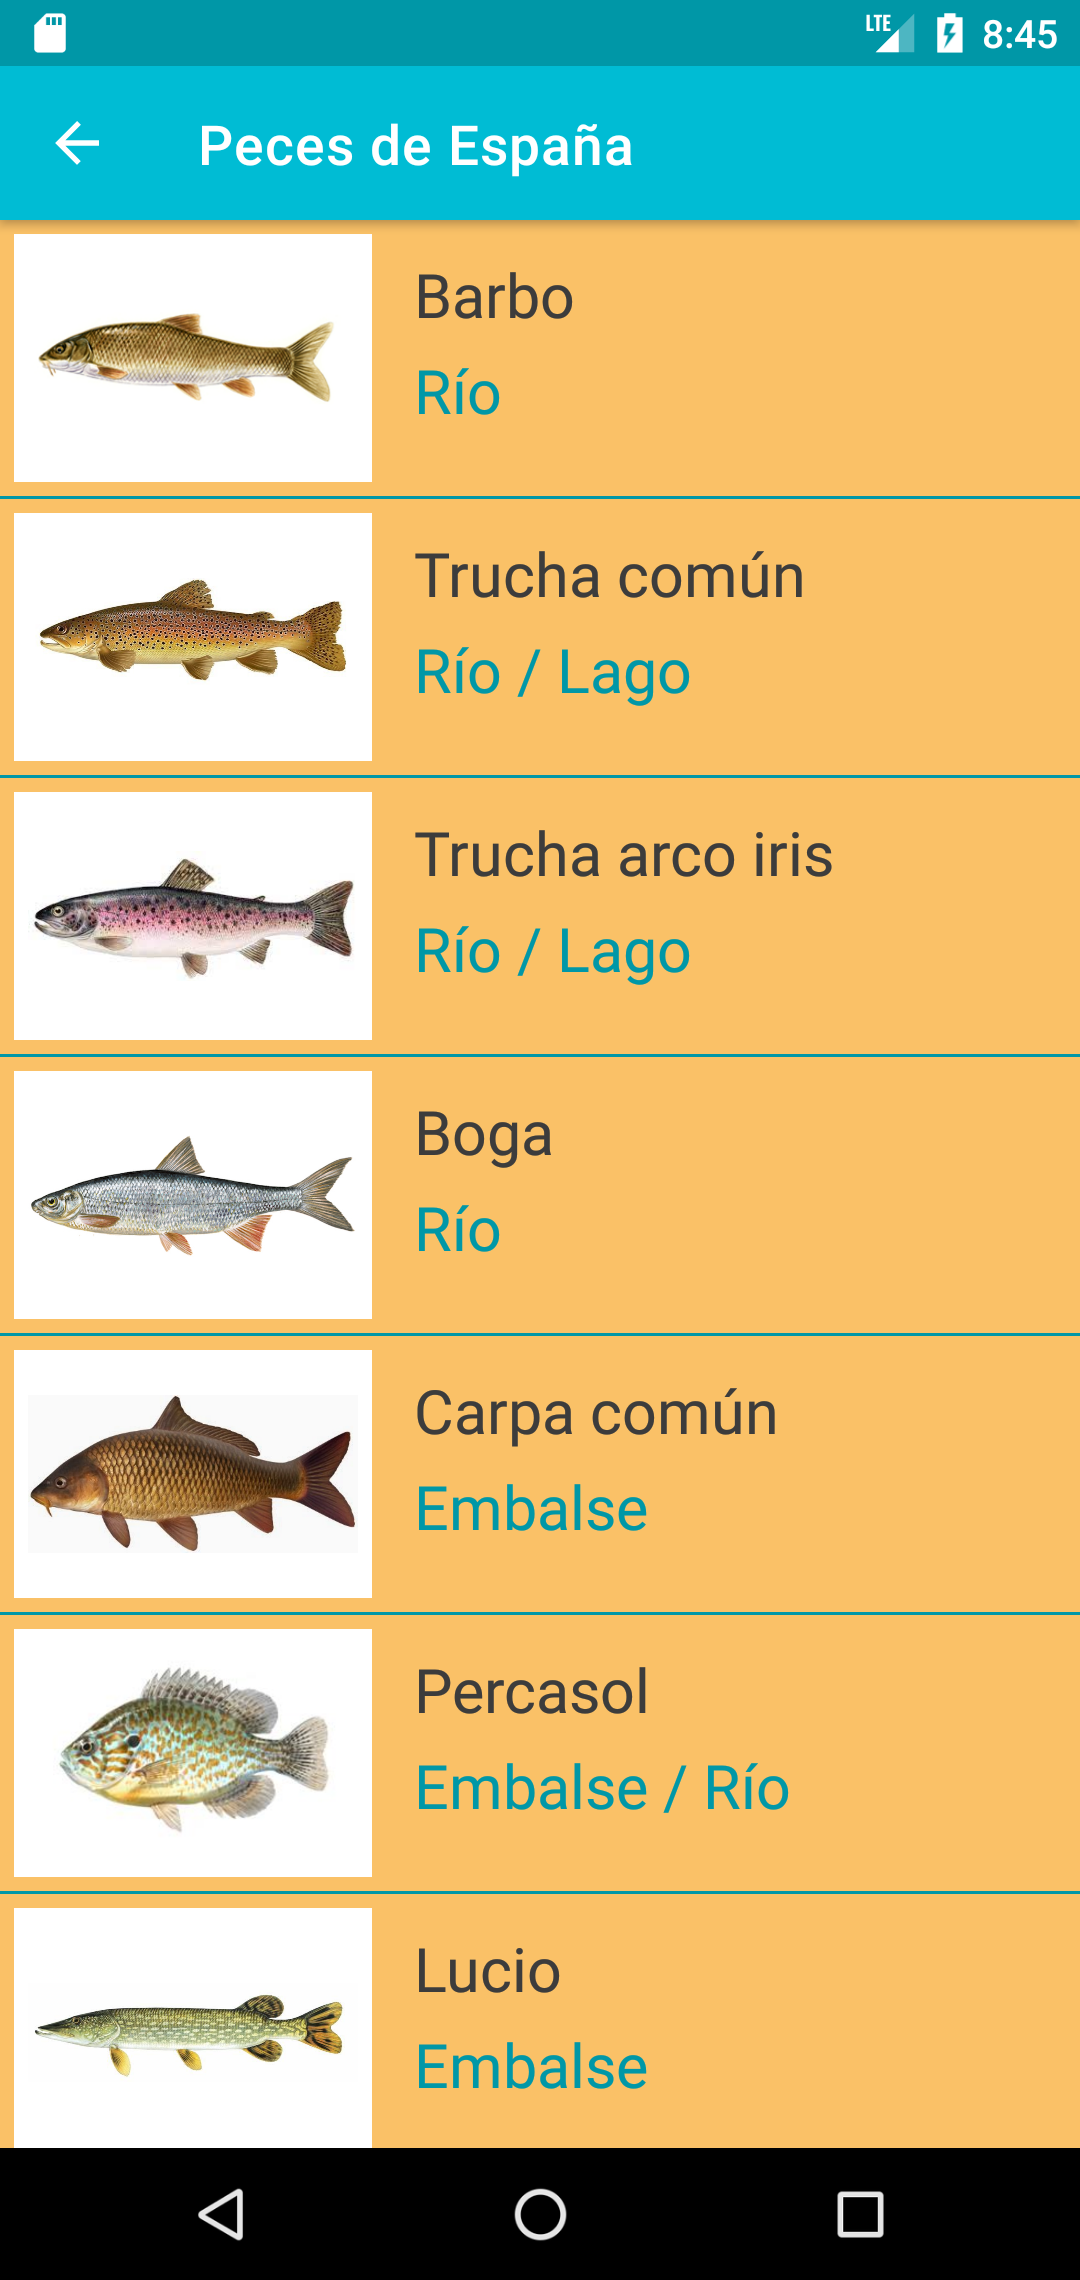 LTE 8:45
Peces de España
Barbo
Río
Trucha común
Río / Lago
Trucha arco iris
Río / Lago
Boga
Río
Carpa común
Embalse
Percasol
Embalse / Río
Lucio
Embalse